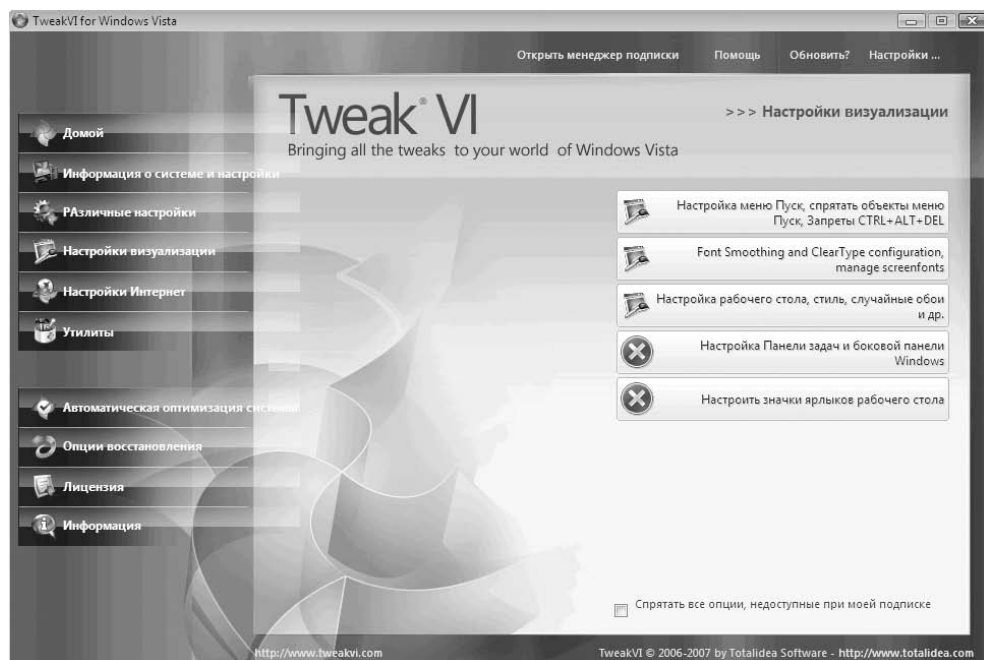 TweakVI for Windows Vista
Открыть менеджер подписки Помощь Обновить? Настройки ...
Tweak® VI
Bringing all the tweaks to your world of Windows Vista
>>> Настройки визуализации
Домой
Информация о системе и настройки
РАзличные настройки
Настройки визуализации
Настройки Интернет
Утилиты
Автоматическая оптимизация системы
Опции восстановления
Лицензия
Информация
Настройка меню Пуск, спрятать объекты меню
Пуск, Запреты CTRL+ALT+DEL
Font Smoothing and ClearType configuration,
manage screenfonts
Настройка рабочего стола, стиль, случайные обои
и др.
Настройка Панели задач и боковой панели
Windows
Настроить значки ярлыков рабочего стола
Спрятать все опции, недоступные при моей подписке
http://www.tweakvi.com
TweakVI © 2006-2007 by Totalidea Software - http://www.totalidea.com